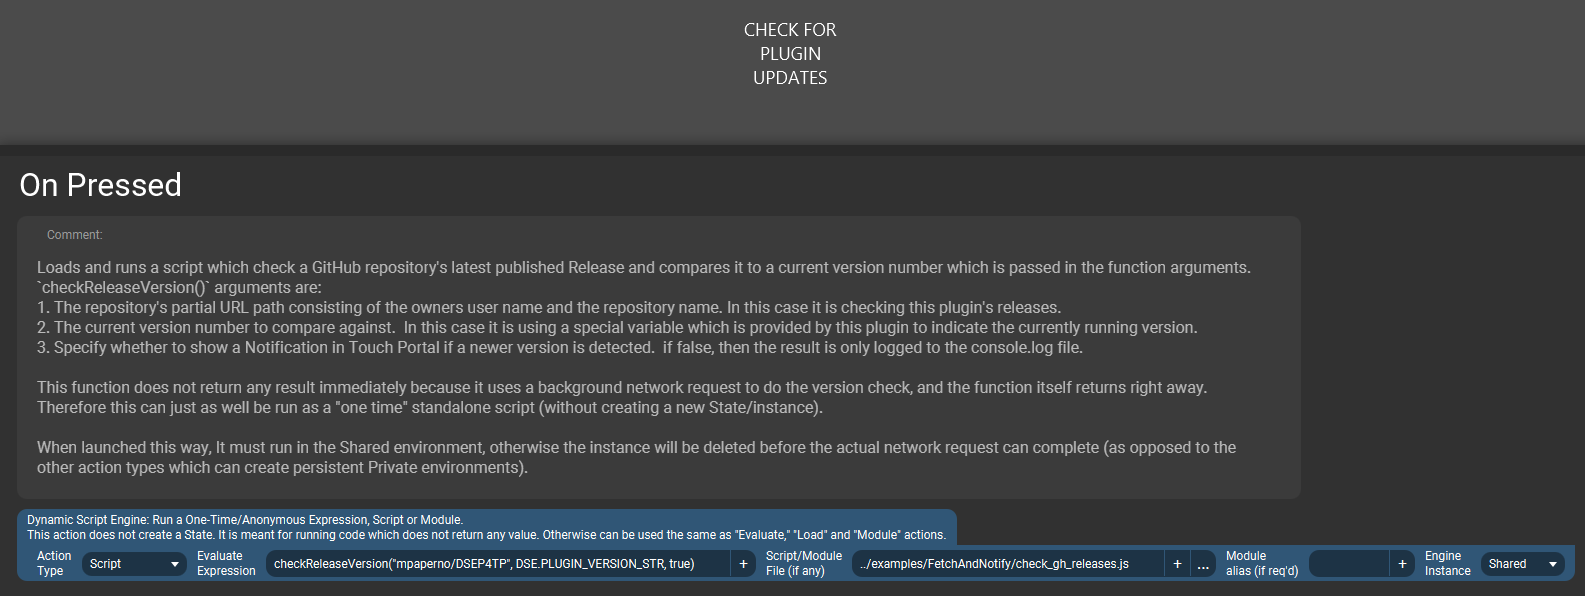 CHECK FOR
PLUGIN
UPDATES
On Pressed
Comment:
Loads and runs a script which check a GitHub repository's latest published Release and compares it to a current version number which is passed in the function arguments.
`checkReleaseVersion()` arguments are:
1. The repository's partial URL path consisting of the owners user name and the repository name. In this case it is checking this plugin's releases.
2. The current version number to compare against.  In this case it is using a special variable which is provided by this plugin to indicate the currently running version.
3. Specify whether to show a Notification in Touch Portal if a newer version is detected.  if false, then the result is only logged to the console.log file.
This function does not return any result immediately because it uses a background network request to do the version check, and the function itself returns right away.
Therefore this can just as well be run as a "one time" standalone script (without creating a new State/instance).
When launched this way, It must run in the Shared environment, otherwise the instance will be deleted before the actual network request can complete (as opposed to the
other action types which can create persistent Private environments).
Dynamic Script Engine: Run a One-Time/Anonymous Expression, Script or Module.
This action does not create a State. It is meant for running code which does not return any value. Otherwise can be used the same as "Evaluate," "Load" and "Module" actions.
Action Type Script Evaluate Expression checkReleaseVersion("mpaperno/DSEP4TP", DSE.PLUGIN_VERSION_STR, true) + Script/Module File (if any) ../examples/FetchAndNotify/check_gh_releases.js + ... Module alias (if req'd) + Engine Instance Shared